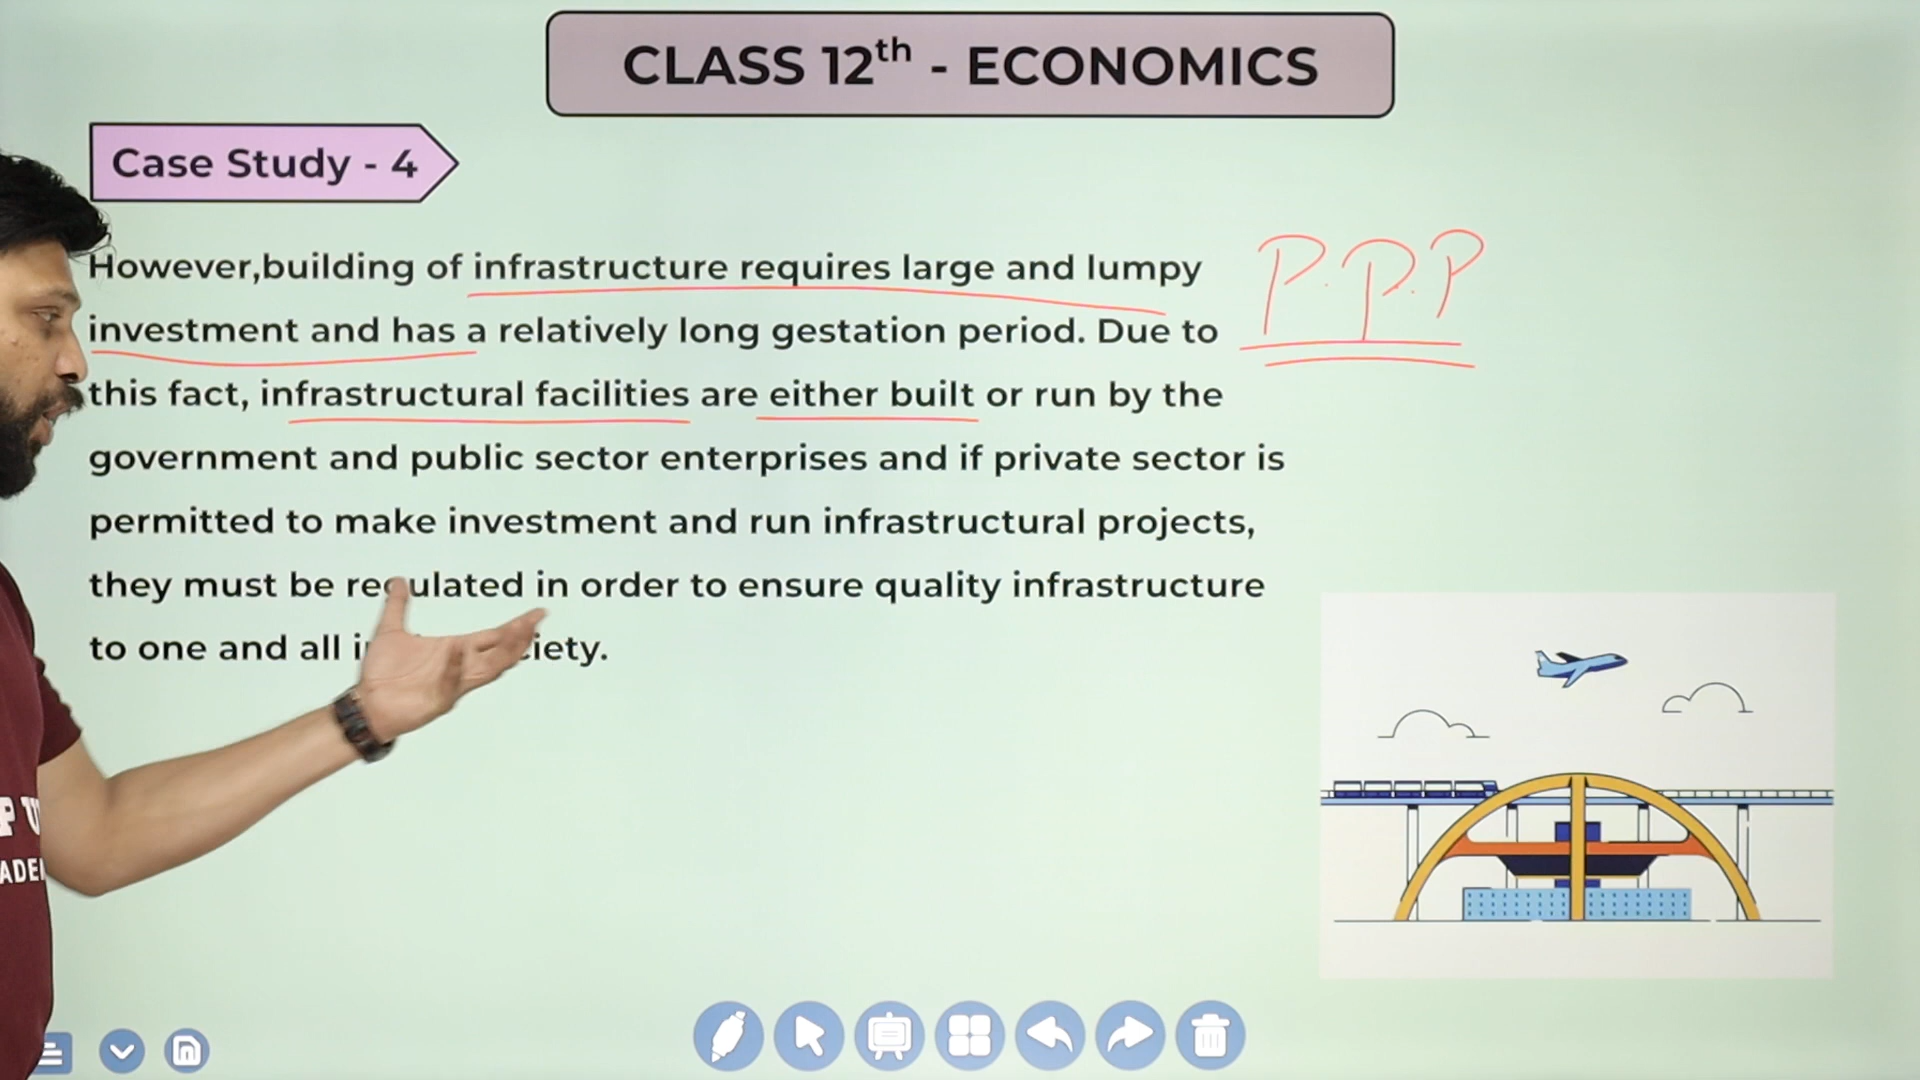 CLASS 12th - ECONOMICS
Case Study - 4
However,building of infrastructure requires large and lumpy
investment and has a relatively long gestation period. Due to
this fact, infrastructural facilities are either built or run by the
government and public sector enterprises and if private sector is
permitted to make investment and run infrastructural projects,
they must be regulated in order to ensure quality infrastructure
to one and all
P.P.P